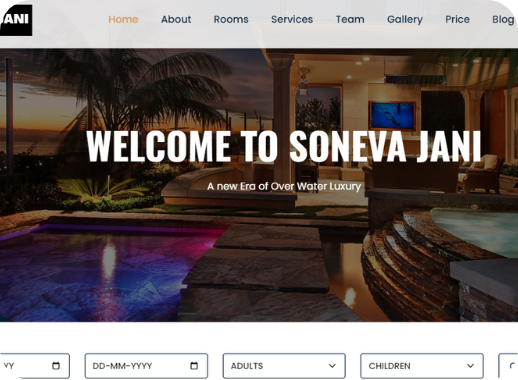 JANI
Home About Rooms Services Team Gallery Price Blog
WELCOME TO SONEVA JANI
A new Era of Over Water Luxury
YY DD-MM-YYYY ADULTS CHILDREN